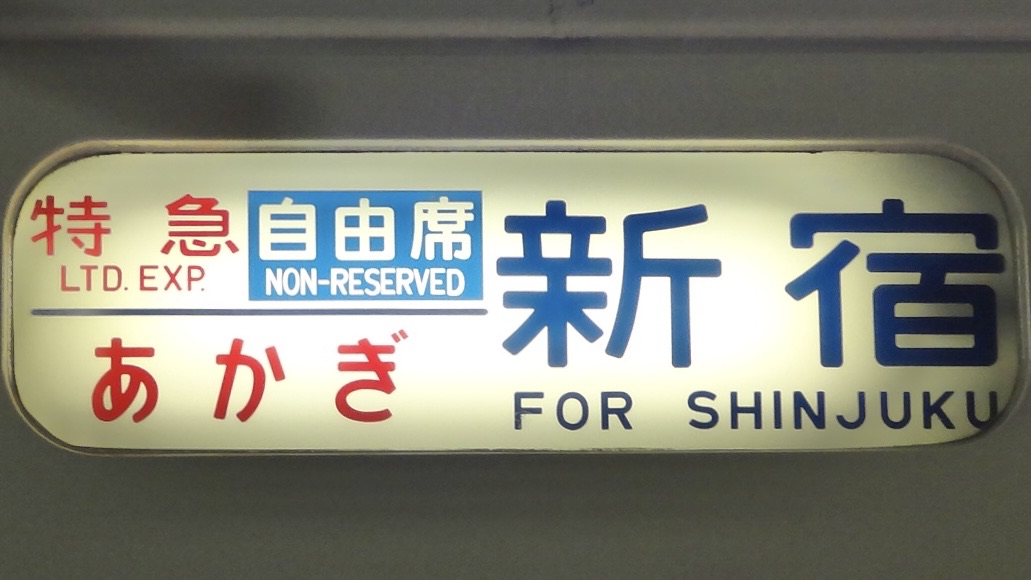 特急 自由席
LTD. EXP. NON-RESERVED
あかぎ
新宿
FOR SHINJUKU